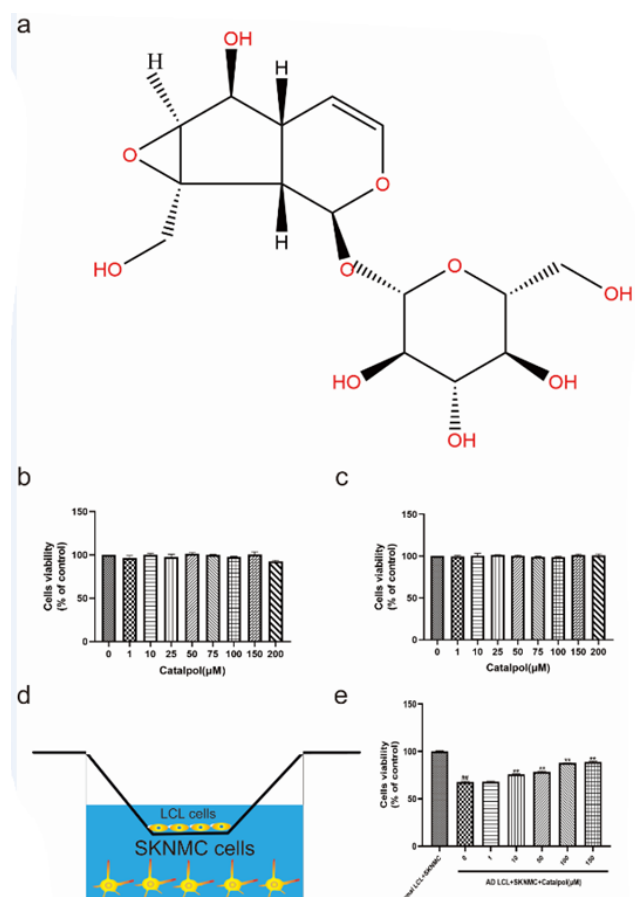 a
OH
H
H
O
O
H
HO
O
O
OH
HO
OH
OH
b
Cells viability
(% of control)
150
100
50
0
0 1 10 25 50 75 100 150 200
Catalpol(μM)
c
Cells viability
(% of control)
150
100
50
0
0 1 10 25 50 75 100 150 200
Catalpol(μM)
d
LCL cells
SKNMC cells
e
Cells viability
(% of control)
150
100
50
0
**
**
**
**
LCL+SKNMC
0 1 10 50 100 150
AD LCL+SKNMC+Catalpol(μM)